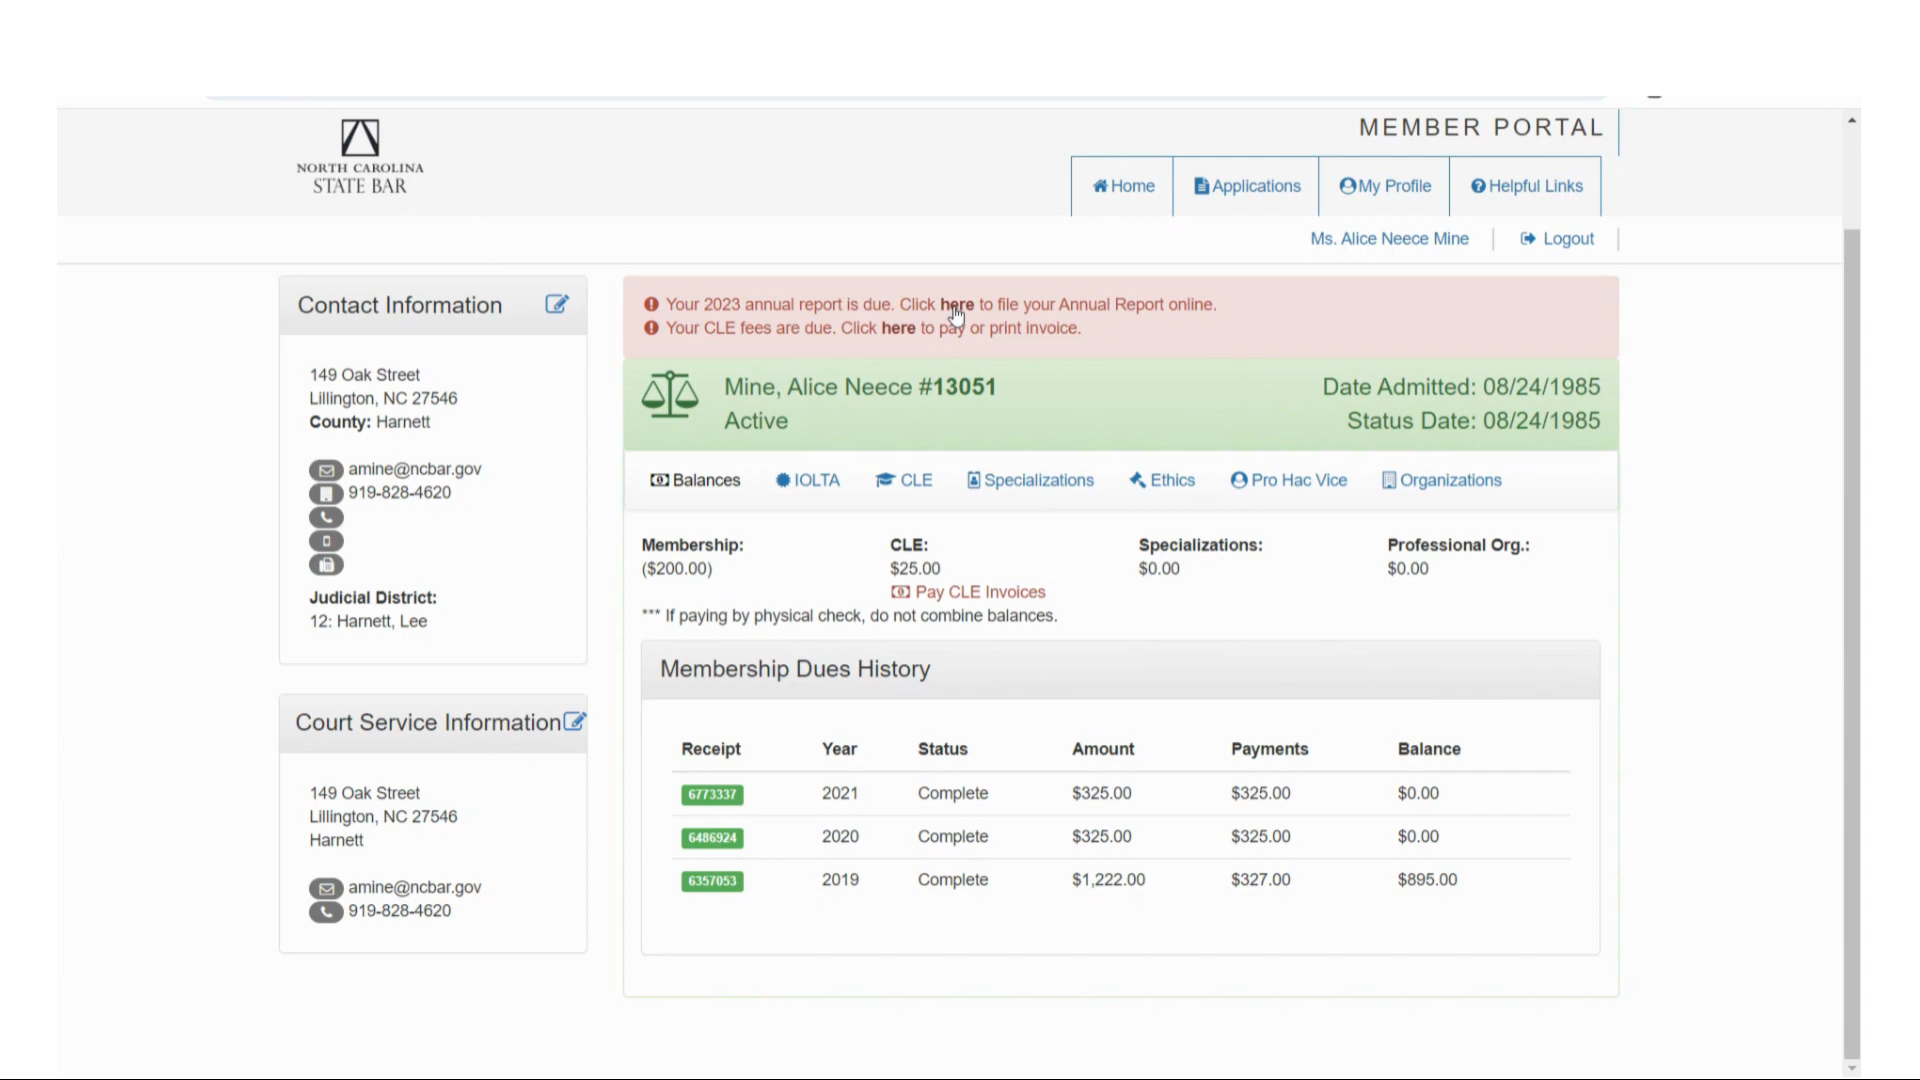 MEMBER PORTAL
NORTH CAROLINA
STATE BAR
Home
Applications
My Profile
Helpful Links
Ms. Alice Neece Mine
Logout
Contact Information
149 Oak Street
Lillington, NC 27546
County: Harnett
amine@ncbar.gov
919-828-4620
Judicial District:
12: Harnett, Lee
Court Service Information
149 Oak Street
Lillington, NC 27546
Harnett
amine@ncbar.gov
919-828-4620
Your 2023 annual report is due. Click here to file your Annual Report online.
Your CLE fees are due. Click here to pay or print invoice.
Mine, Alice Neece #13051
Active
Date Admitted: 08/24/1985
Status Date: 08/24/1985
Balances IOLTA CLE Specializations Ethics Pro Hac Vice Organizations
Membership: CLE: Specializations: Professional Org.:
($200.00) $25.00 $0.00 $0.00
Pay CLE Invoices
*** If paying by physical check, do not combine balances.
Membership Dues History
Receipt Year Status Amount Payments Balance
6773337 2021 Complete $325.00 $325.00 $0.00
6486924 2020 Complete $325.00 $325.00 $0.00
6357053 2019 Complete $1,222.00 $327.00 $895.00